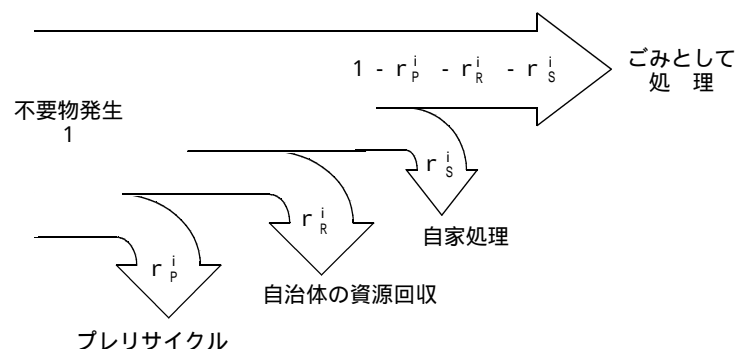 1 - r^i_P - r^i_R - r^i_S
ごみとして
処 理
不要物発生
1
r^i_S
自家処理
r^i_R
自治体の資源回収
r^i_P
プレリサイクル